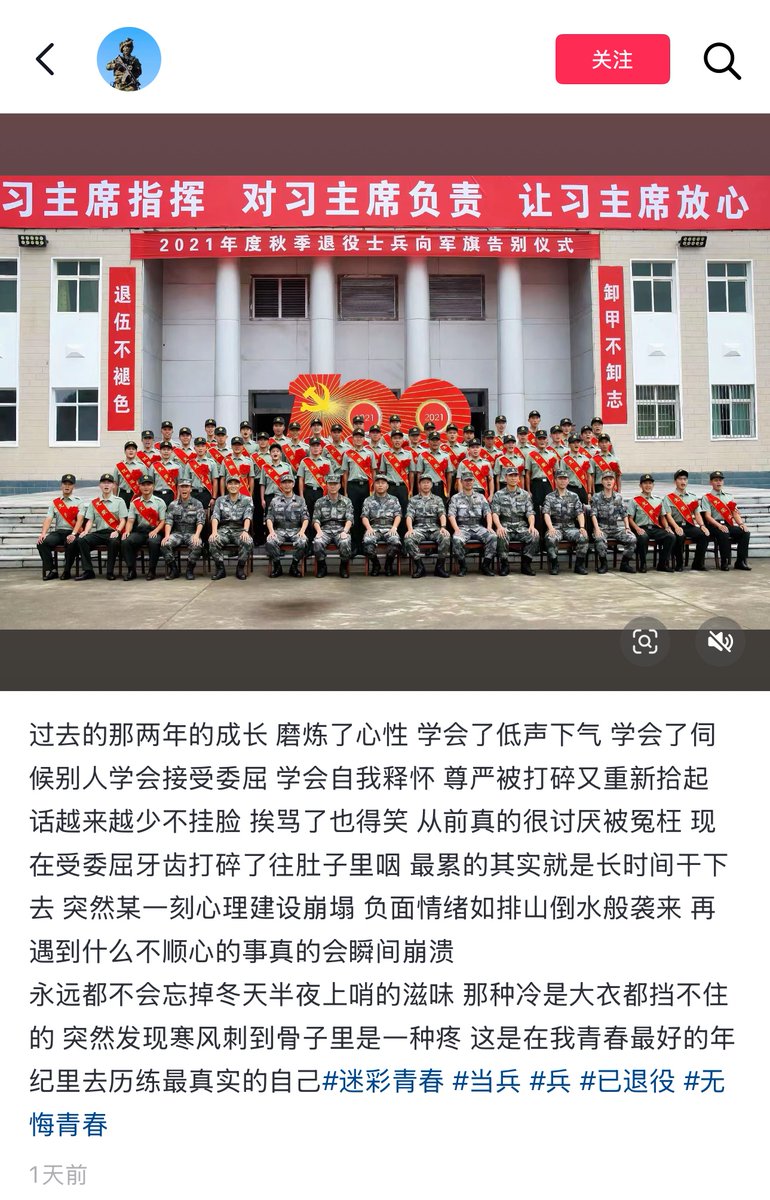 关注
习主席指挥 对习主席负责 让习主席放心
2021年度秋季退役士兵向军旗告别仪式
退伍不褪色
卸甲不卸志
2021
过去的那两年的成长 磨炼了心性 学会了低声下气 学会了伺
候别人学会接受委屈 学会自我释怀 尊严被打碎又重新拾起
话越来越少不挂脸 挨骂了也得笑 从前真的很讨厌被冤枉 现
在受委屈牙齿打碎了往肚子里咽 最累的其实就是长时间干下
去 突然某一刻心理建设崩塌 负面情绪如排山倒水般袭来 再
遇到什么不顺心的事真的会瞬间崩溃
永远都不会忘掉冬天半夜上哨的滋味 那种冷是大衣都挡不住
的 突然发现寒风刺到骨子里是一种疼 这是在我青春最好的年
纪里去历练最真实的自己#迷彩青春 #当兵 #兵 #已退役 #无
悔青春
1天前